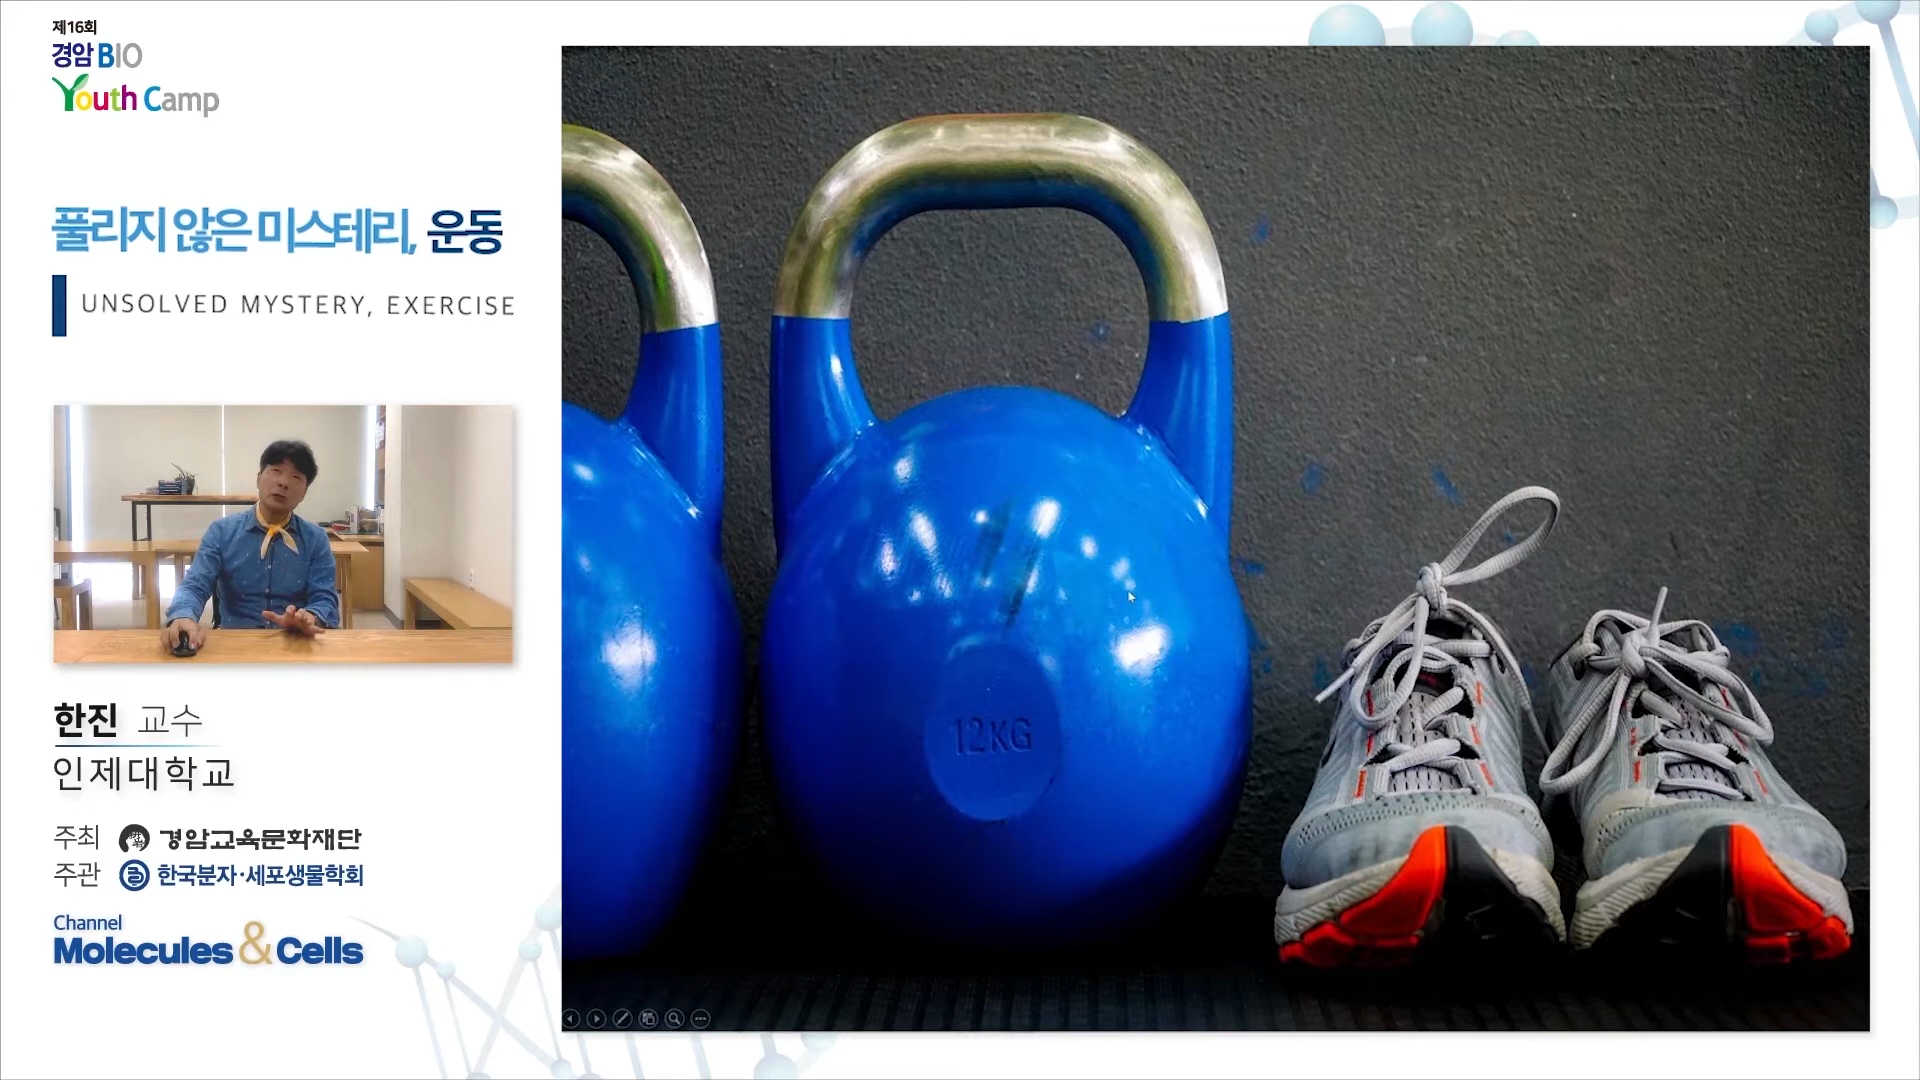 제16회
경암 BIO
Youth Camp
풀리지 않은 미스테리, 운동
UNSOLVED MYSTERY, EXERCISE
한진 교수
인제대학교
주최 경암교육문화재단
주관 한국분자·세포생물학회
Channel
Molecules & Cells
12KG